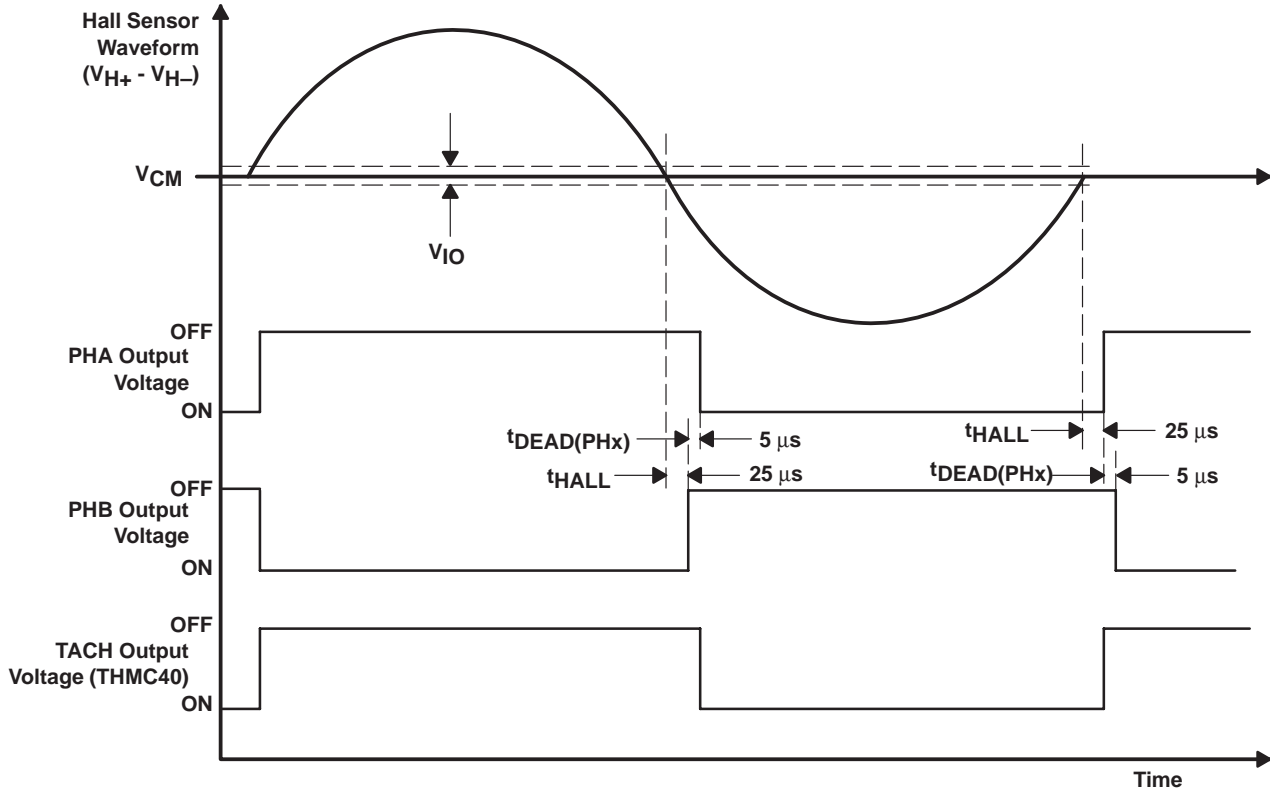 Hall Sensor
Waveform
(VH+ - VH–)
VCM
VIO
OFF
PHA Output
Voltage
ON
tDEAD(PHx)
5 μs
tHALL
25 μs
tHALL
25 μs
tDEAD(PHx)
5 μs
OFF
PHB Output
Voltage
ON
OFF
TACH Output
Voltage (THMC40)
ON
Time